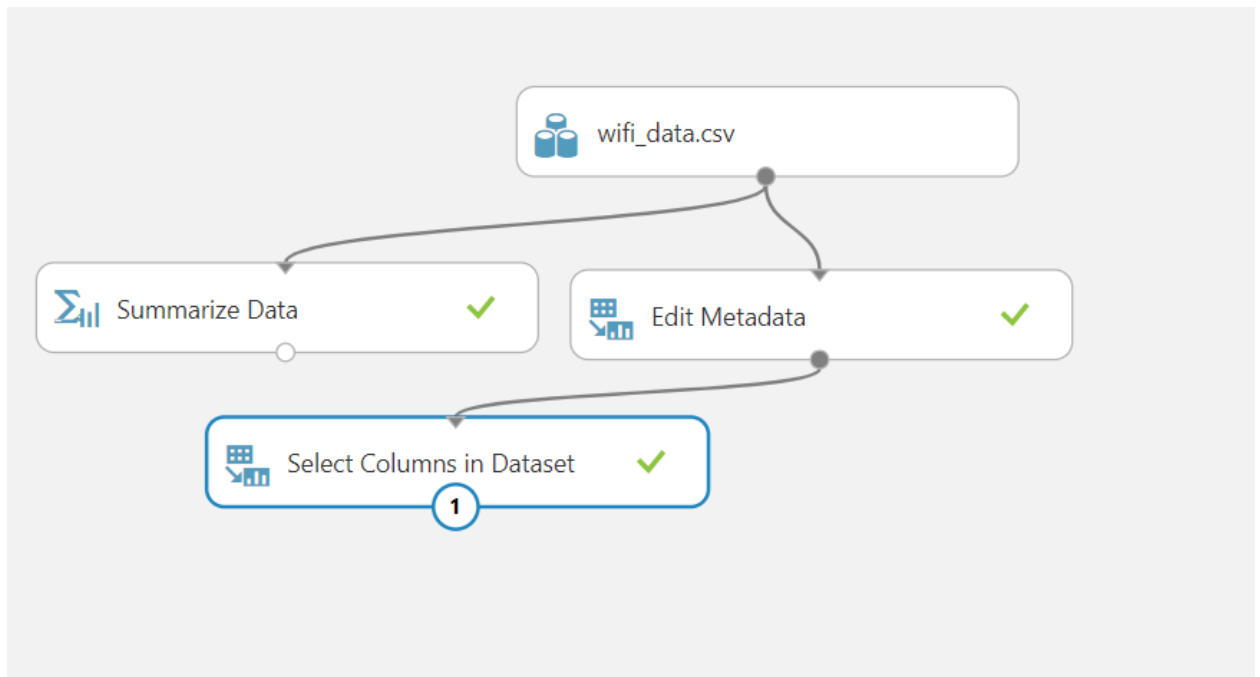 wifi_data.csv
Summarize Data
Edit Metadata
Select Columns in Dataset
1